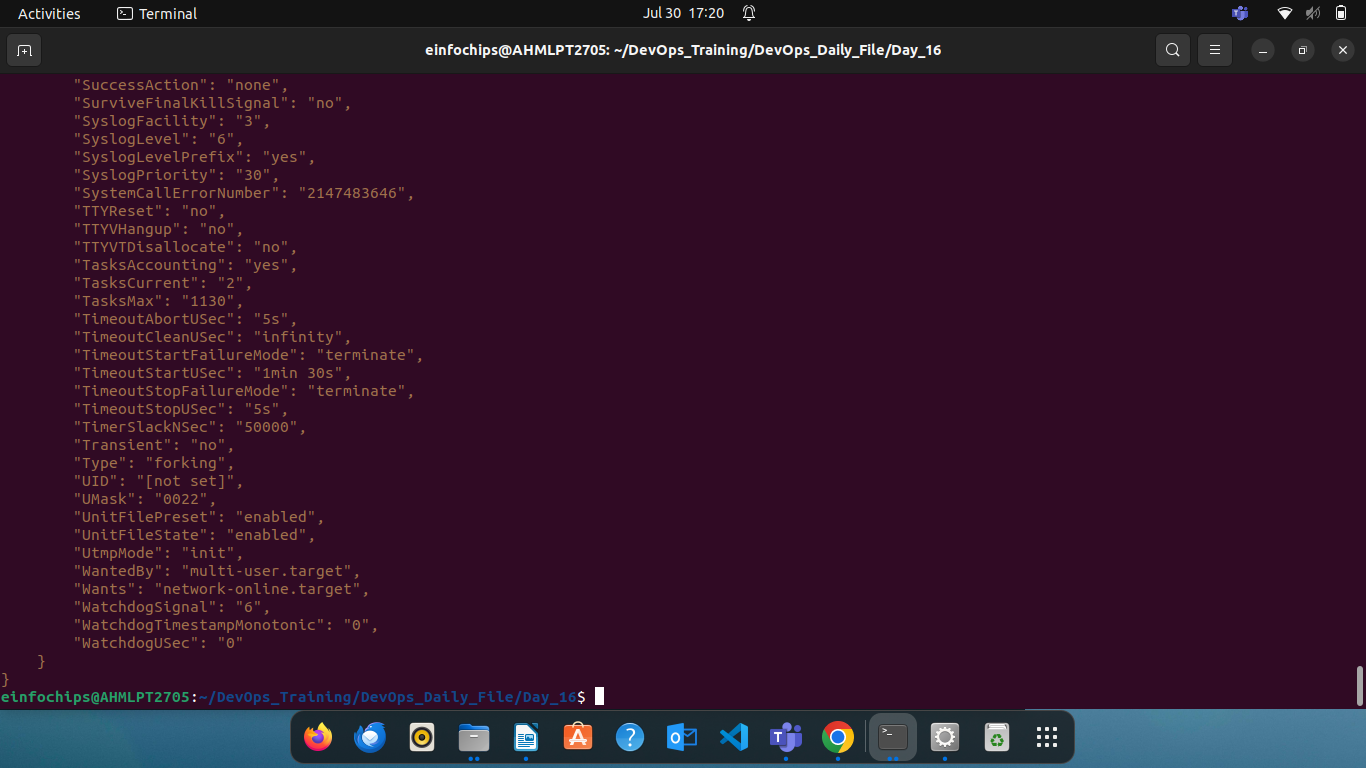 Activities
Terminal
Jul 30 17:20
einfochips@AHMLPT2705: ~/DevOps_Training/DevOps_Daily_File/Day_16
"SuccessAction": "none",
"SurviveFinalKillSignal": "no",
"SyslogFacility": "3",
"SyslogLevel": "6",
"SyslogLevelPrefix": "yes",
"SyslogPriority": "30",
"SystemCallErrorNumber": "2147483646",
"TTYReset": "no",
"TTYVHangup": "no",
"TTYVTDisallocate": "no",
"TasksAccounting": "yes",
"TasksCurrent": "2",
"TasksMax": "1130",
"TimeoutAbortUSec": "5s",
"TimeoutCleanUSec": "infinity",
"TimeoutStartFailureMode": "terminate",
"TimeoutStartUSec": "1min 30s",
"TimeoutStopFailureMode": "terminate",
"TimeoutStopUSec": "5s",
"TimerSlackNSec": "50000",
"Transient": "no",
"Type": "forking",
"UID": "[not set]",
"UMask": "0022",
"UnitFilePreset": "enabled",
"UnitFileState": "enabled",
"UtmpMode": "init",
"WantedBy": "multi-user.target",
"Wants": "network-online.target",
"WatchdogSignal": "6",
"WatchdogTimestampMonotonic": "0",
"WatchdogUSec": "0"
}
}
einfochips@AHMLPT2705:~/DevOps_Training/DevOps_Daily_File/Day_16$